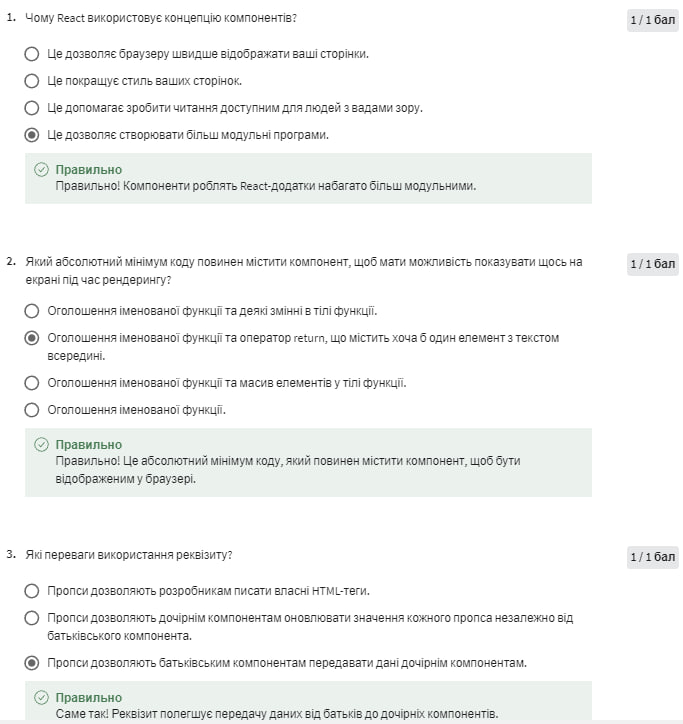 1. Чому React використовує концепцію компонентів?
1 / 1 бал
Це дозволяє браузеру швидше відображати ваші сторінки.
Це покращує стиль ваших сторінок.
Це допомагає зробити читання доступним для людей з вадами зору.
Це дозволяє створювати більш модульні програми.
Правильно
Правильно! Компоненти роблять React-додатки набагато більш модульними.
2. Який абсолютний мінімум коду повинен містити компонент, щоб мати можливість показувати щось на
1 / 1 бал
екрані під час рендерингу?
Оголошення іменованої функції та деякі змінні в тілі функції.
Оголошення іменованої функції та оператор return, що містить хоча б один елемент з текстом
всередині.
Оголошення іменованої функції та масив елементів у тілі функції.
Оголошення іменованої функції.
Правильно
Правильно! Це абсолютний мінімум коду, який повинен містити компонент, щоб бути
відображеним у браузері.
3. Які переваги використання реквізиту?
1 / 1 бал
Пропси дозволяють розробникам писати власні HTML-теги.
Пропси дозволяють дочірнім компонентам оновлювати значення кожного пропса незалежно від
батьківського компонента.
Пропси дозволяють батьківським компонентам передавати дані дочірнім компонентам.
Правильно
Саме так! Реквізит полегшує передачу даних від батьків до дочірніх компонентів.